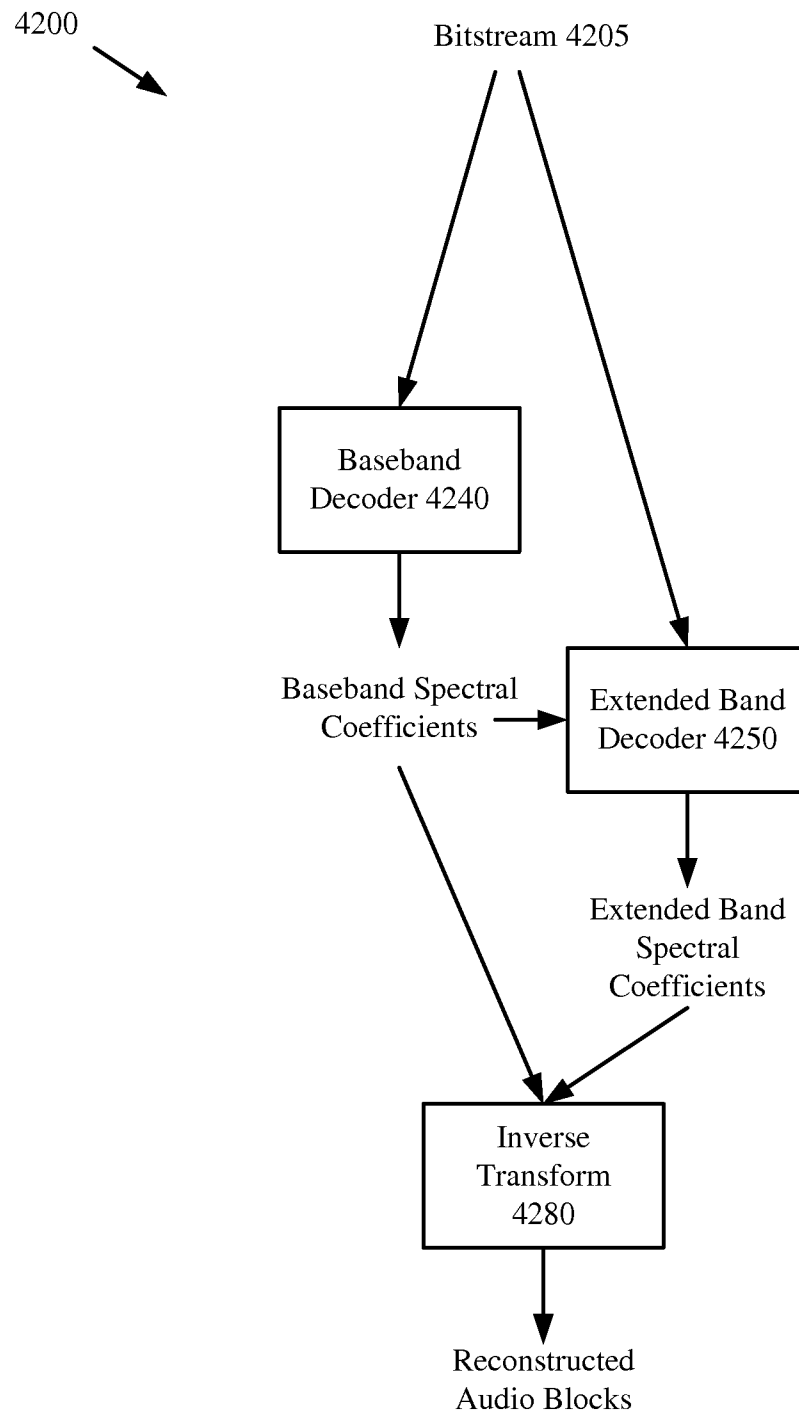 4200
Bitstream 4205
Baseband
Decoder 4240
Baseband Spectral
Coefficients
Extended Band
Decoder 4250
Extended Band
Spectral
Coefficients
Inverse
Transform
4280
Reconstructed
Audio Blocks